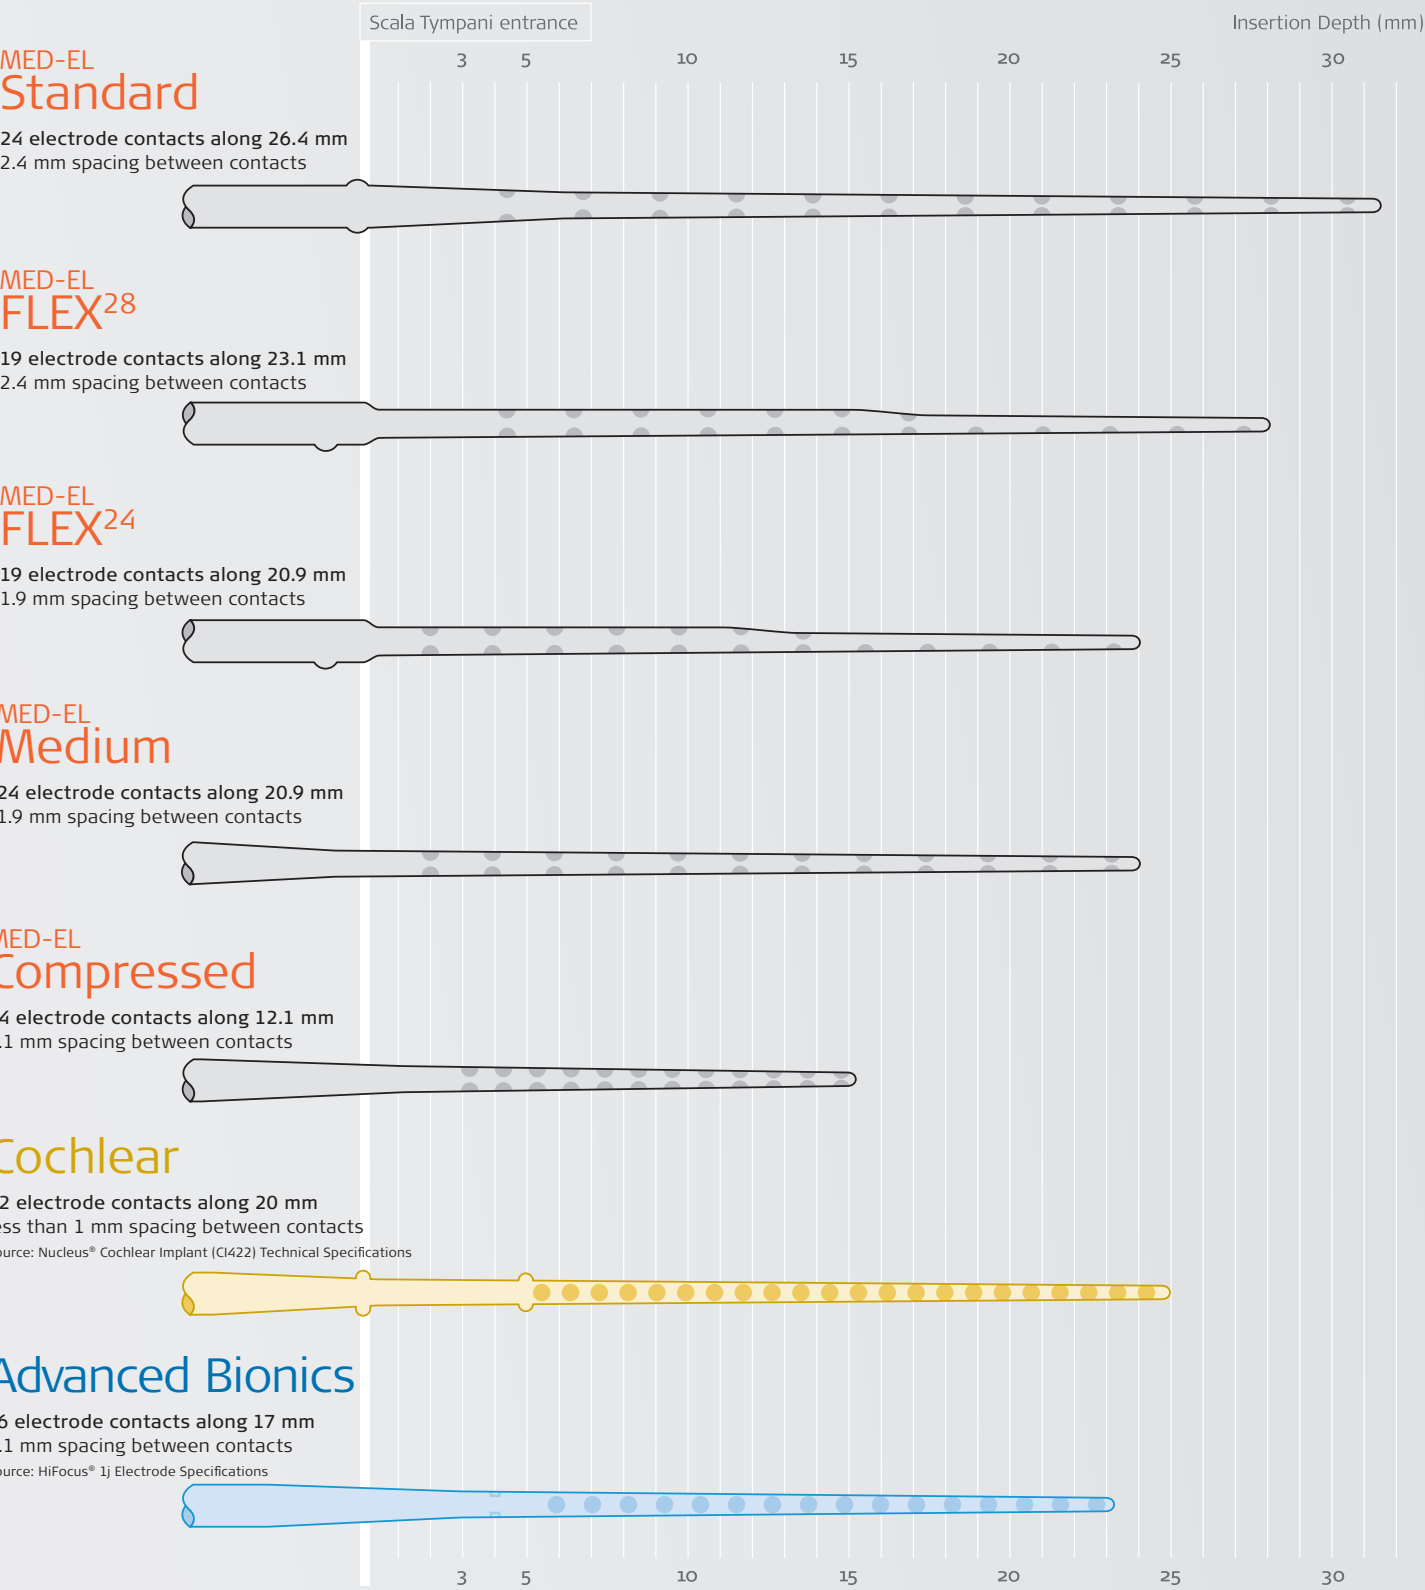 Scala Tympani entrance
Insertion Depth (mm)
3 5 10 15 20 25 30
MED-EL
Standard
24 electrode contacts along 26.4 mm
2.4 mm spacing between contacts
MED-EL
FLEX28
19 electrode contacts along 23.1 mm
2.4 mm spacing between contacts
MED-EL
FLEX24
19 electrode contacts along 20.9 mm
1.9 mm spacing between contacts
MED-EL
Medium
24 electrode contacts along 20.9 mm
1.9 mm spacing between contacts
MED-EL
Compressed
4 electrode contacts along 12.1 mm
.1 mm spacing between contacts
Cochlear
2 electrode contacts along 20 mm
ess than 1 mm spacing between contacts
ource: Nucleus® Cochlear Implant (CI422) Technical Specifications
Advanced Bionics
6 electrode contacts along 17 mm
.1 mm spacing between contacts
ource: HiFocus® 1j Electrode Specifications
3 5 10 15 20 25 30